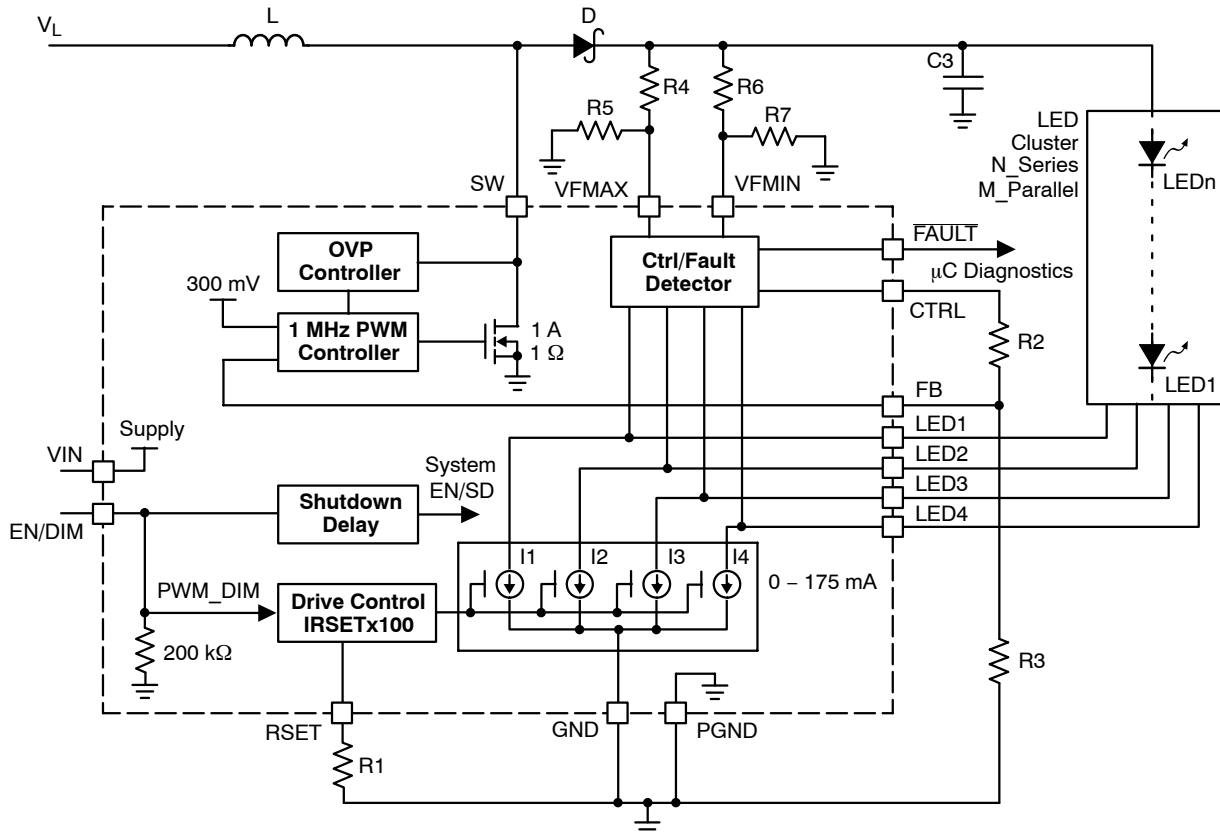 VL
L
D
R4
R6
C3
R5
R7
LED
Cluster
N_Series
M_Parallel
LEDn
SW
VFMAX
VFMIN
OVP
Controller
Ctrl/Fault
Detector
FAULT
μC Diagnostics
300 mV
CTRL
1 MHz PWM
Controller
1 A
1 Ω
R2
LED1
FB
Supply
LED1
VIN
System
EN/SD
LED2
Shutdown
Delay
LED3
EN/DIM
LED4
I1
I2
I3
I4
PWM_DIM
Drive Control
IRSETx100
0 – 175 mA
200 kΩ
R3
RSET
GND
PGND
R1